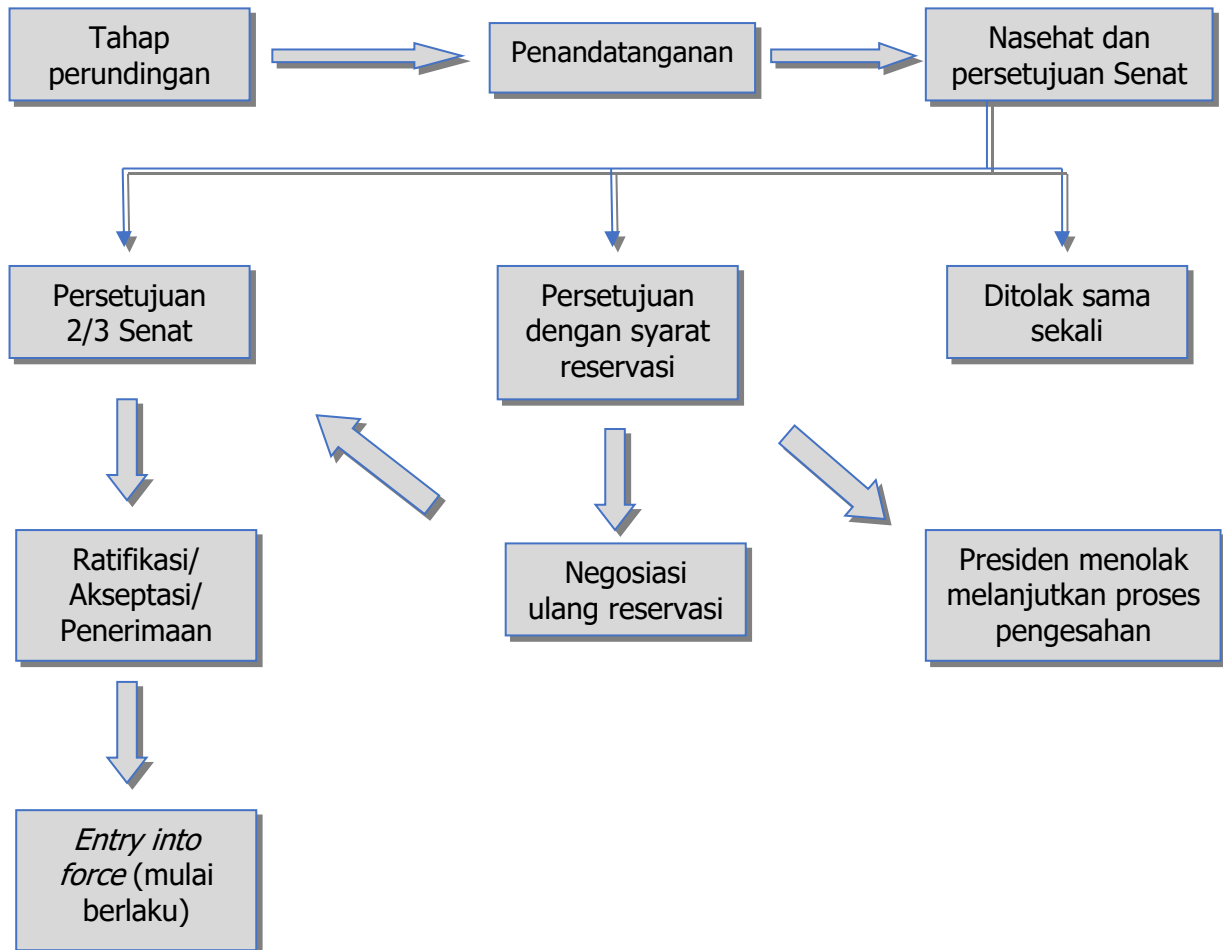 Tahap
perundingan
Penandatanganan
Nasehat dan
persetujuan Senat
Persetujuan
2/3 Senat
Persetujuan
dengan syarat
reservasi
Ditolak sama
sekali
Ratifikasi/
Akseptasi/
Penerimaan
Negosiasi
ulang reservasi
Presiden menolak
melanjutkan proses
pengesahan
Entry into
force (mulai
berlaku)